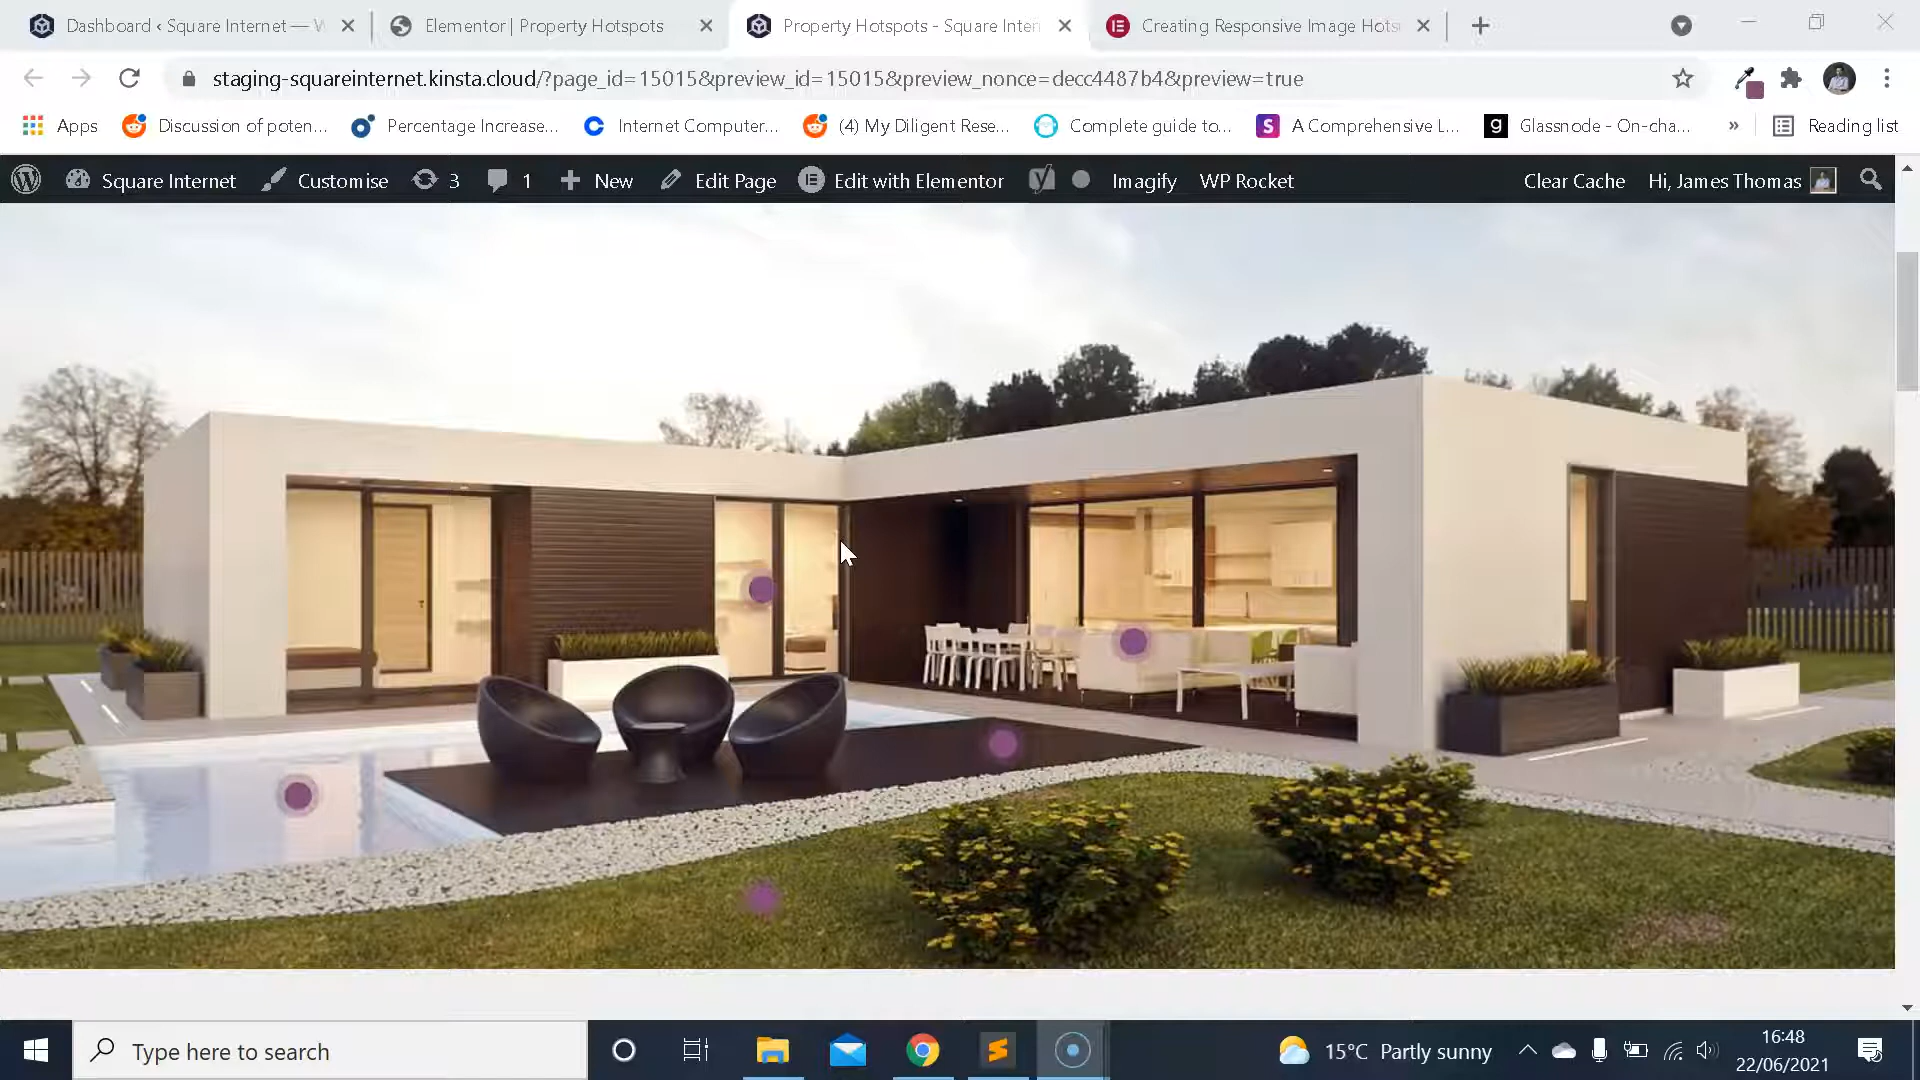 Dashboard ‹ Square Internet — W
Elementor | Property Hotspots
Property Hotspots - Square Inter
Creating Responsive Image Hots
staging-squareinternet.kinsta.cloud/?page_id=15015&preview_id=15015&preview_nonce=decc4487b4&preview=true
Apps
Discussion of poten...
Percentage Increase...
Internet Computer...
(4) My Diligent Rese...
Complete guide to...
S
A Comprehensive L...
g
Glassnode - On-cha...
»
Reading list
Square Internet
Customise
3
1
New
Edit Page
Edit with Elementor
Imagify
WP Rocket
Clear Cache
Hi, James Thomas
Type here to search
15°C Partly sunny
16:48
22/06/2021